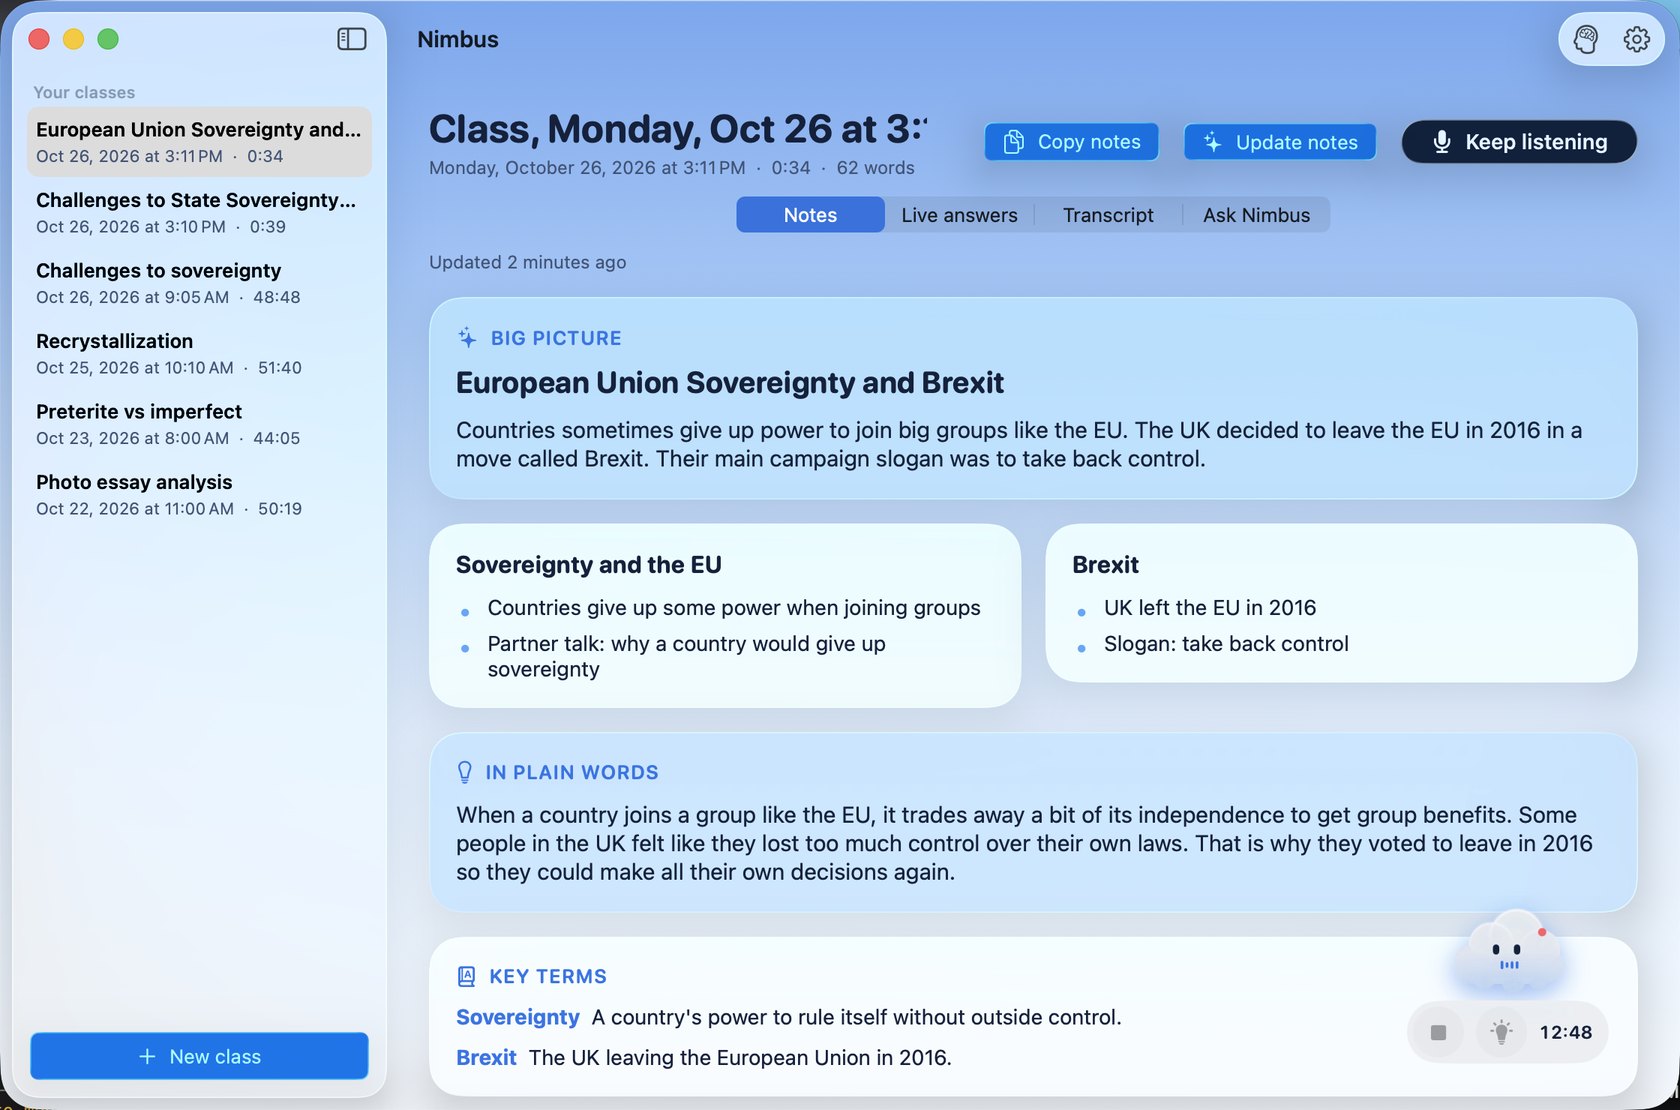 Nimbus
Your classes
European Union Sovereignty and...
Oct 26, 2026 at 3:11 PM · 0:34
Challenges to State Sovereignty...
Oct 26, 2026 at 3:10 PM · 0:39
Challenges to sovereignty
Oct 26, 2026 at 9:05 AM · 48:48
Recrystallization
Oct 25, 2026 at 10:10 AM · 51:40
Preterite vs imperfect
Oct 23, 2026 at 8:00 AM · 44:05
Photo essay analysis
Oct 22, 2026 at 11:00 AM · 50:19
+ New class
Class, Monday, Oct 26 at 3:
Monday, October 26, 2026 at 3:11 PM · 0:34 · 62 words
Copy notes
Update notes
Keep listening
Notes
Live answers
Transcript
Ask Nimbus
Updated 2 minutes ago
BIG PICTURE
European Union Sovereignty and Brexit
Countries sometimes give up power to join big groups like the EU. The UK decided to leave the EU in 2016 in a
move called Brexit. Their main campaign slogan was to take back control.
Sovereignty and the EU
• Countries give up some power when joining groups
• Partner talk: why a country would give up
sovereignty
Brexit
• UK left the EU in 2016
• Slogan: take back control
IN PLAIN WORDS
When a country joins a group like the EU, it trades away a bit of its independence to get group benefits. Some
people in the UK felt like they lost too much control over their own laws. That is why they voted to leave in 2016
so they could make all their own decisions again.
KEY TERMS
Sovereignty A country's power to rule itself without outside control.
Brexit The UK leaving the European Union in 2016.
12:48